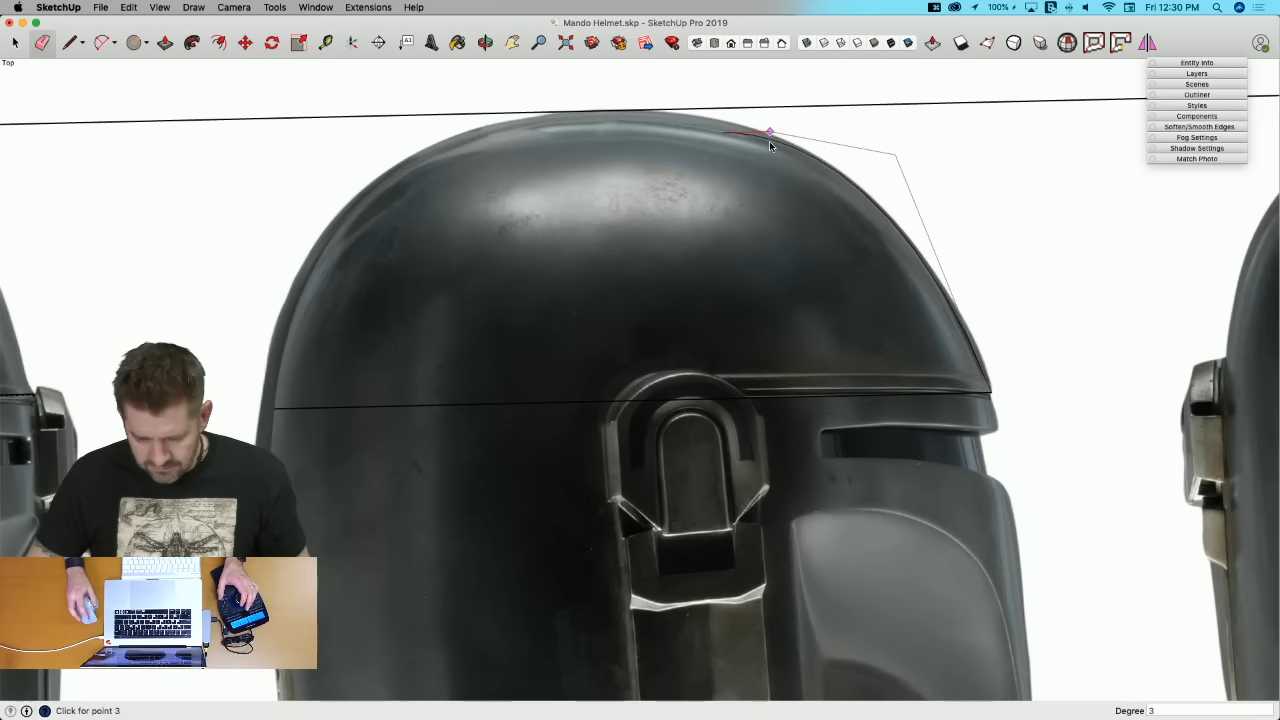 SketchUp File Edit View Draw Camera Tools Window Extensions Help
100% Fri 12:30 PM
Mando Helmet.skp - SketchUp Pro 2019
Top
Entity Info
Layers
Scenes
Outliner
Styles
Components
Soften/Smooth Edges
Fog Settings
Shadow Settings
Match Photo
Click for point 3
Degree 3